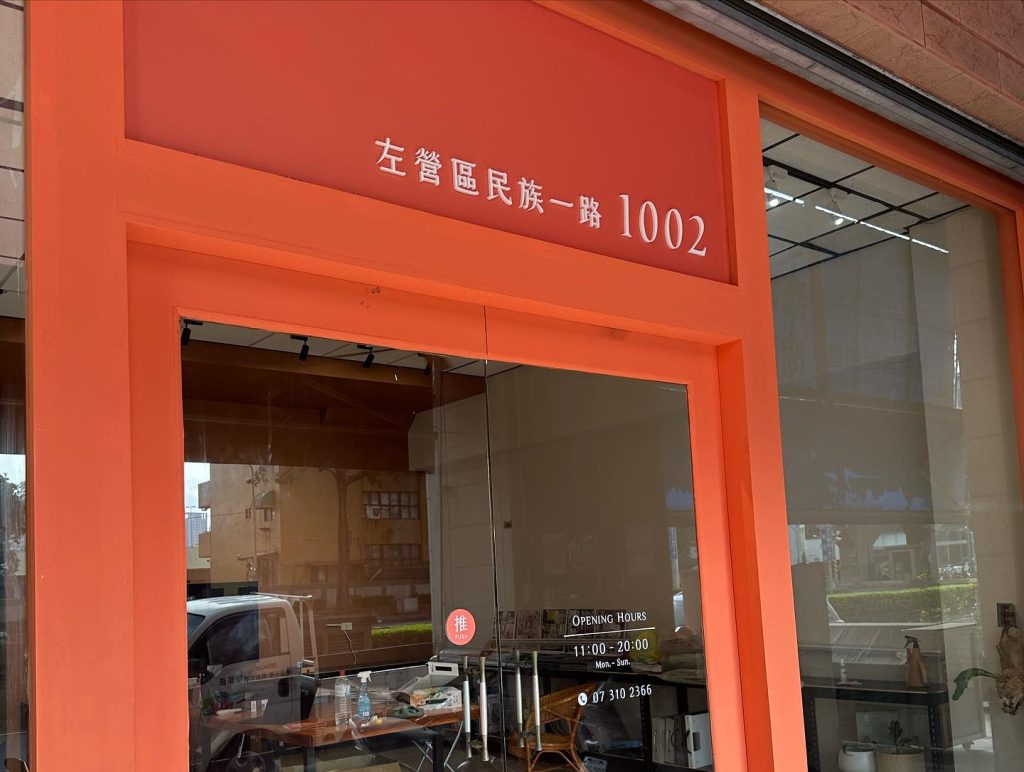 左營區民族一路 1002
推
PUSH
OPENING HOURS
11:00 - 20:00
Mon. - Sun.
07 310 2366